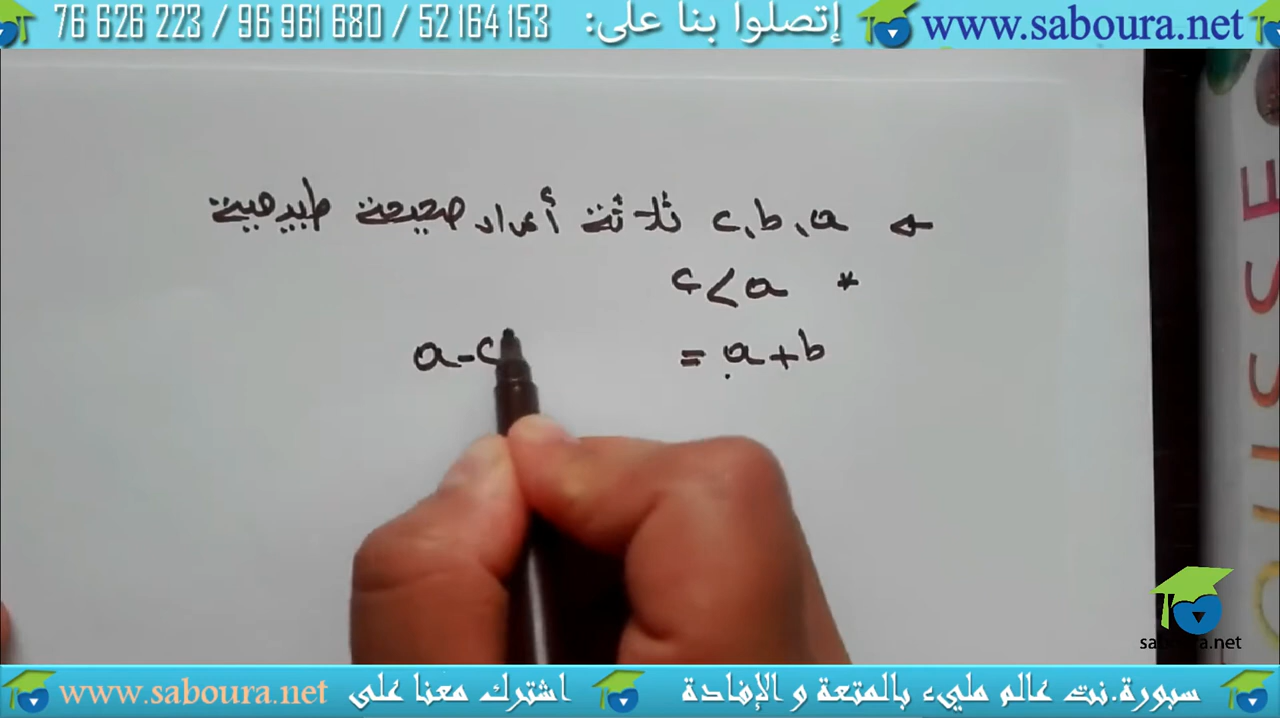 76 626 223 / 96 961 680 / 52 164 153 إتصلوا بنا على: www.saboura.net
← a، b، c ثلاثة أعداد صحيحة طبيعية
* c < a
a - c = a + b
saboura.net
سبورة.نت عالم مليء بالمتعة و الإفادة اشترك معنا على www.saboura.net